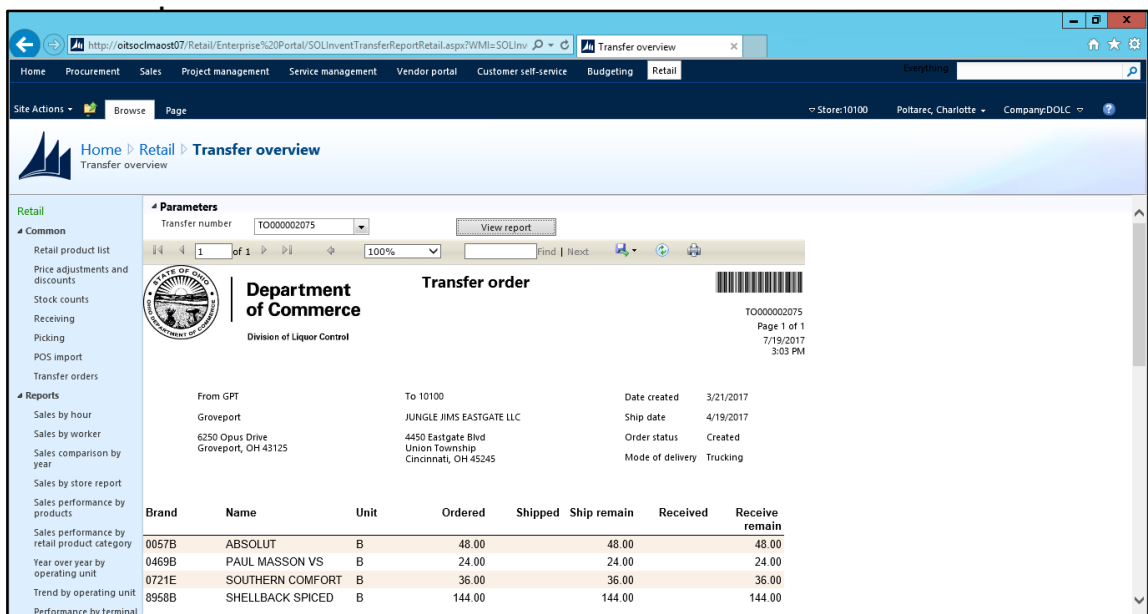 http://oitsoclmaost07/Retail/Enterprise%20Portal/SOLInventTransferReportRetail.aspx?WMI=SOLInv
Transfer overview
Home Procurement Sales Project management Service management Vendor portal Customer self-service Budgeting Retail Everything
Site Actions Browse Page Store:10100 Poltarec, Charlotte Company:DOLC
Home Retail Transfer overview
Transfer overview
Retail
Common
Retail product list
Price adjustments and
discounts
Stock counts
Receiving
Picking
POS import
Transfer orders
Reports
Sales by hour
Sales by worker
Sales comparison by
year
Sales by store report
Sales performance by
products
Sales performance by
retail product category
Year over year by
operating unit
Trend by operating unit
Performance by terminal
Parameters
Transfer number TO000002075 View report
1 of 1 100% Find | Next
STATE OF OHIO
OHIO DEPARTMENT OF COMMERCE
Department
of Commerce
Division of Liquor Control
Transfer order
TO000002075
Page 1 of 1
7/19/2017
3:03 PM
From GPT To 10100 Date created 3/21/2017
Groveport JUNGLE JIMS EASTGATE LLC Ship date 4/19/2017
6250 Opus Drive 4450 Eastgate Blvd Order status Created
Groveport, OH 43125 Union Township
Cincinnati, OH 45245 Mode of delivery Trucking
Brand Name Unit Ordered Shipped Ship remain Received Receive
remain
0057B ABSOLUT B 48.00 48.00 48.00
0469B PAUL MASSON VS B 24.00 24.00 24.00
0721E SOUTHERN COMFORT B 36.00 36.00 36.00
8958B SHELLBACK SPICED B 144.00 144.00 144.00